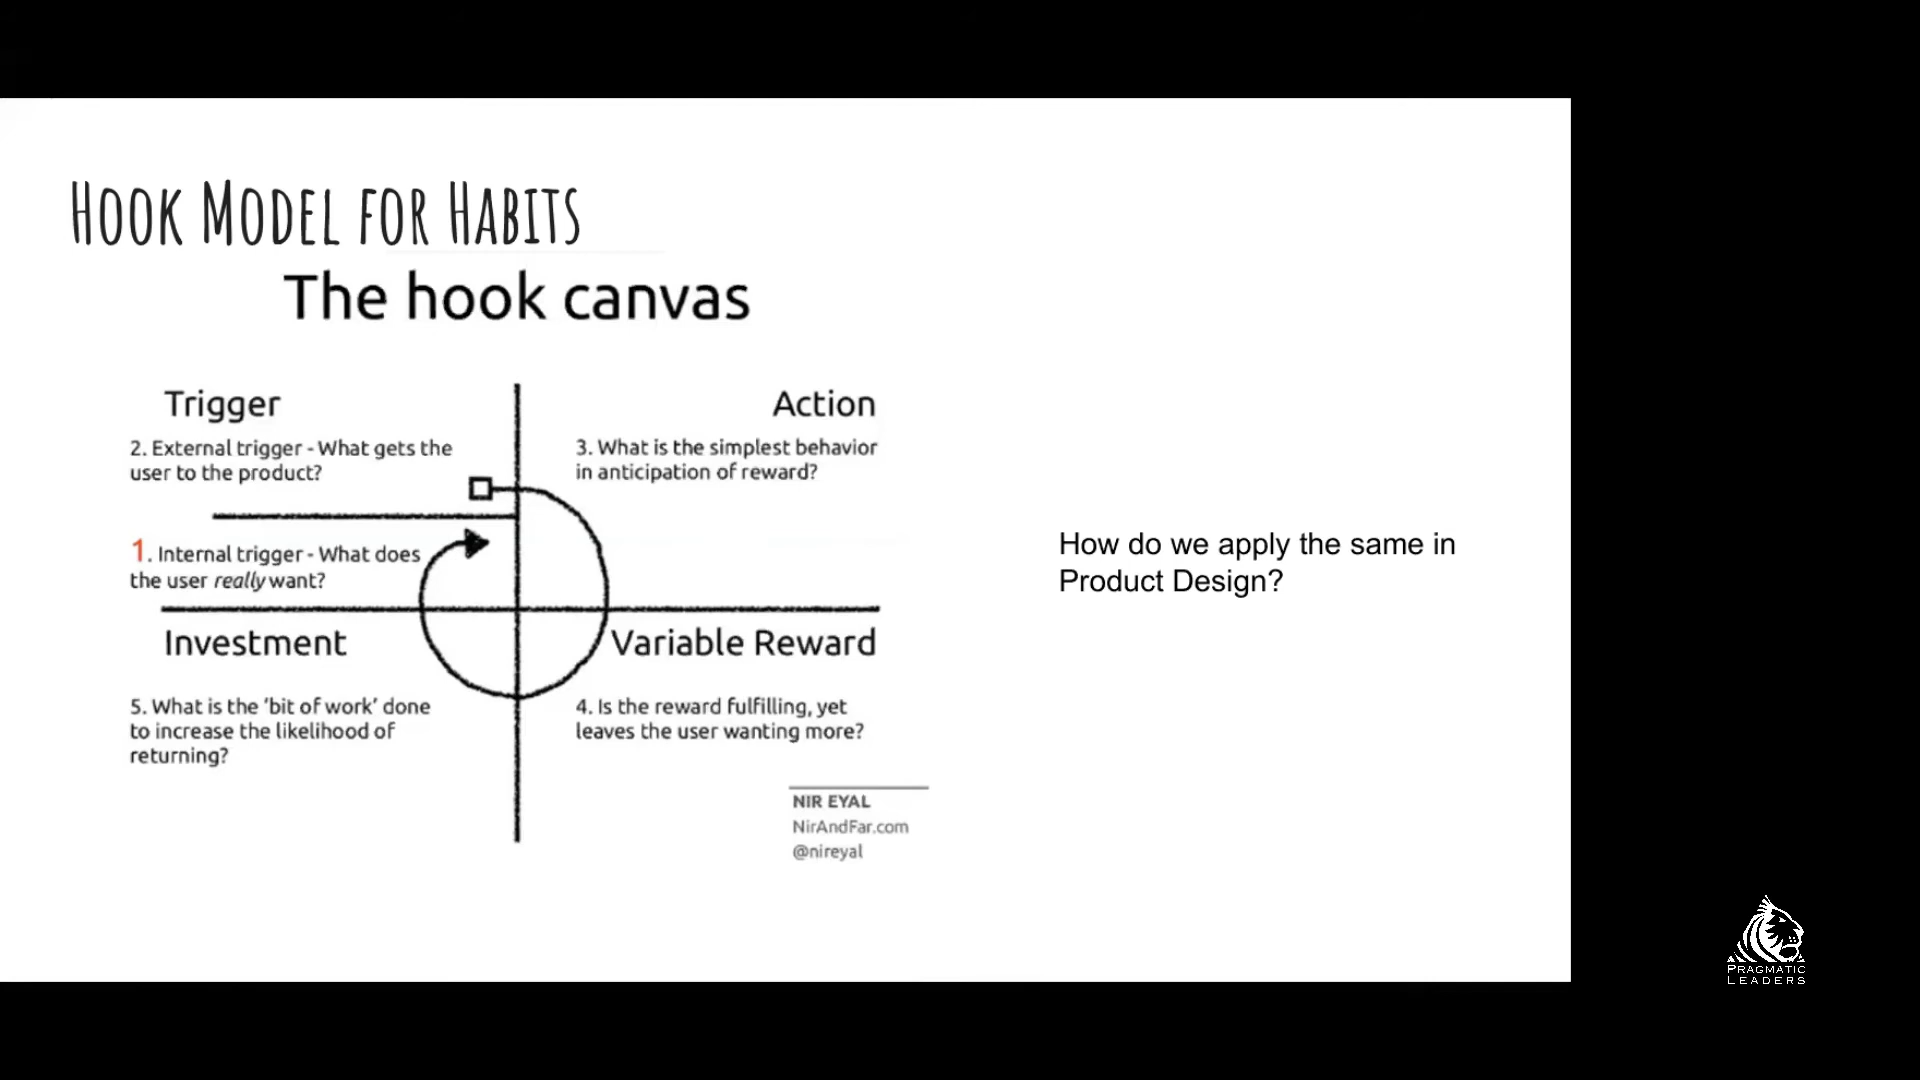 HOOK MODEL FOR HABITS
The hook canvas
Trigger
2. External trigger - What gets the
user to the product?
1. Internal trigger - What does
the user really want?
Action
3. What is the simplest behavior
in anticipation of reward?
Investment
5. What is the ‘bit of work’ done
to increase the likelihood of
returning?
Variable Reward
4. Is the reward fulfilling, yet
leaves the user wanting more?
NIR EYAL
NirAndFar.com
@nireyal
How do we apply the same in
Product Design?
PRAGMATIC
LEADERS